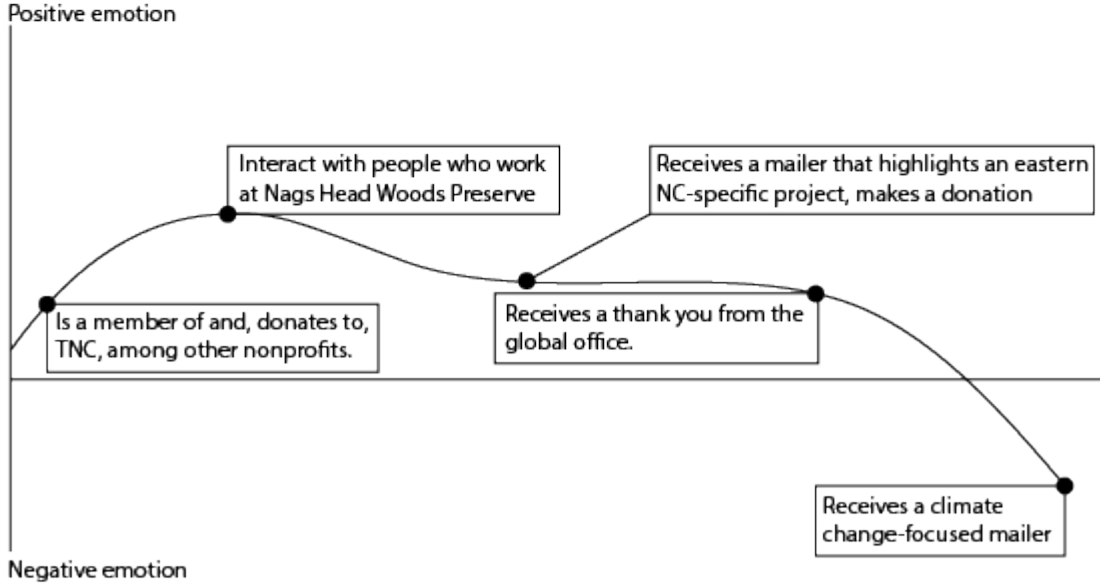 Positive emotion
Interact with people who work
at Nags Head Woods Preserve
Receives a mailer that highlights an eastern
NC-specific project, makes a donation
Is a member of and, donates to,
TNC, among other nonprofits.
Receives a thank you from the
global office.
Receives a climate
change-focused mailer
Negative emotion